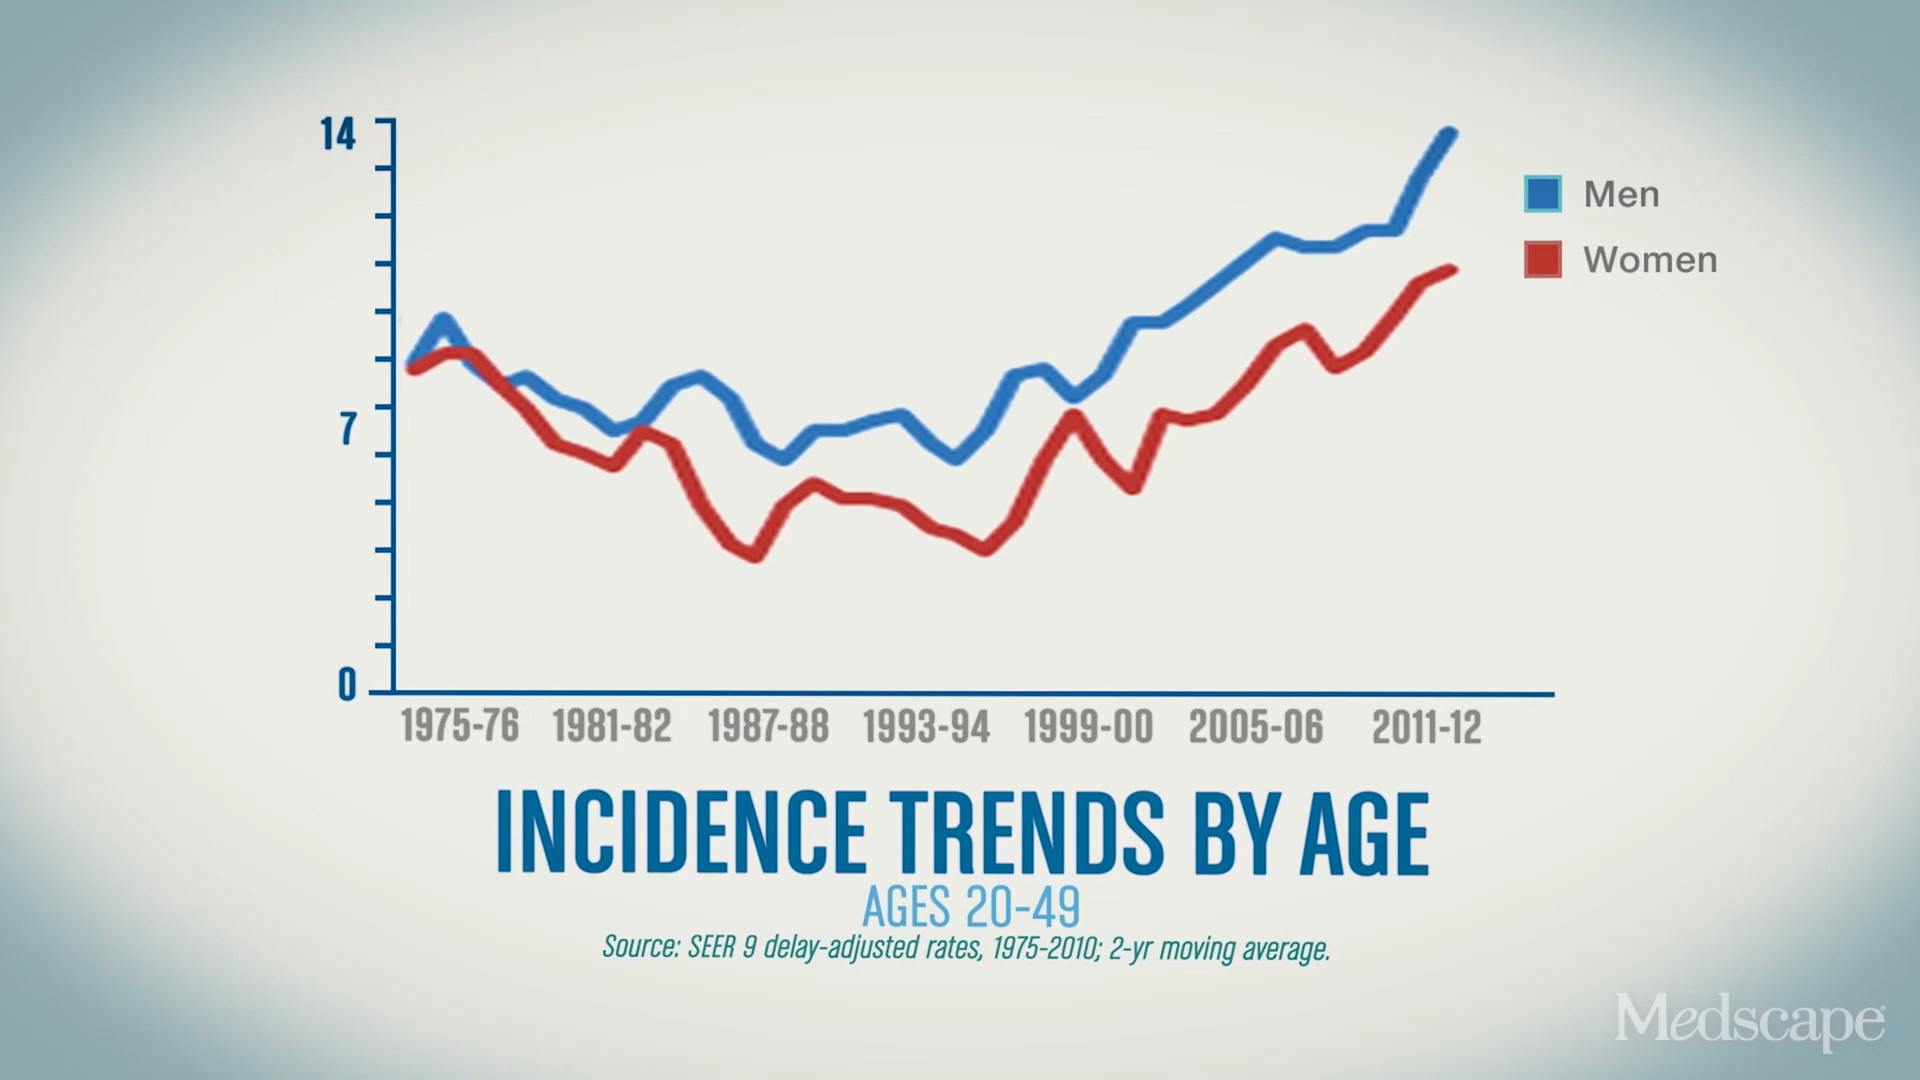 14
7
0
Men
Women
1975-76 1981-82 1987-88 1993-94 1999-00 2005-06 2011-12
INCIDENCE TRENDS BY AGE
AGES 20-49
Source: SEER 9 delay-adjusted rates, 1975-2010; 2-yr moving average.
Medscape